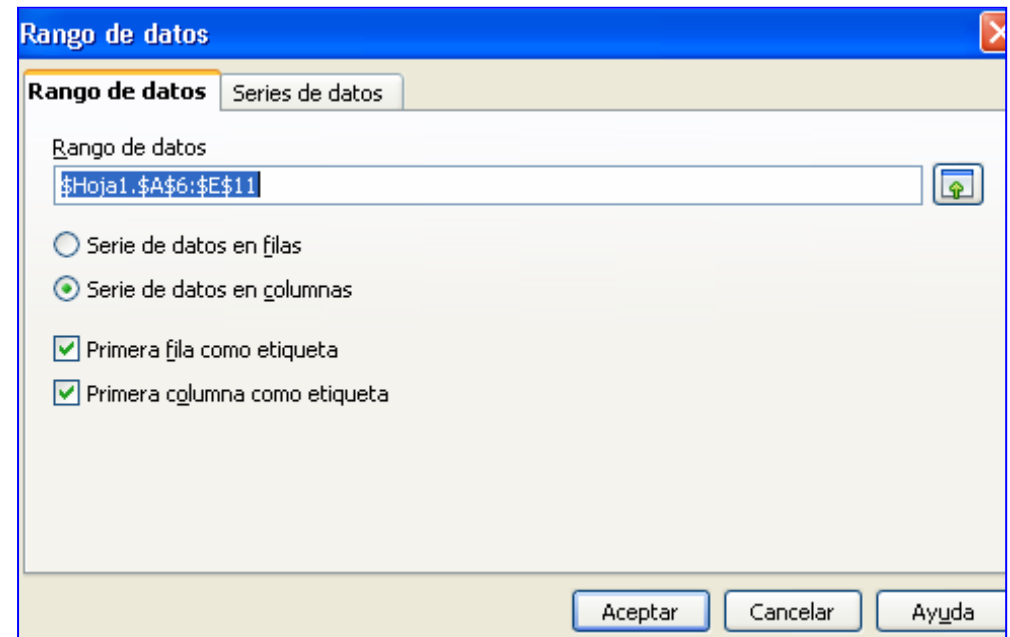 Rango de datos
Rango de datos Series de datos
Rango de datos
$Hoja1.$A$6:$E$11
Serie de datos en filas
Serie de datos en columnas
Primera fila como etiqueta
Primera columna como etiqueta
Aceptar Cancelar Ayuda